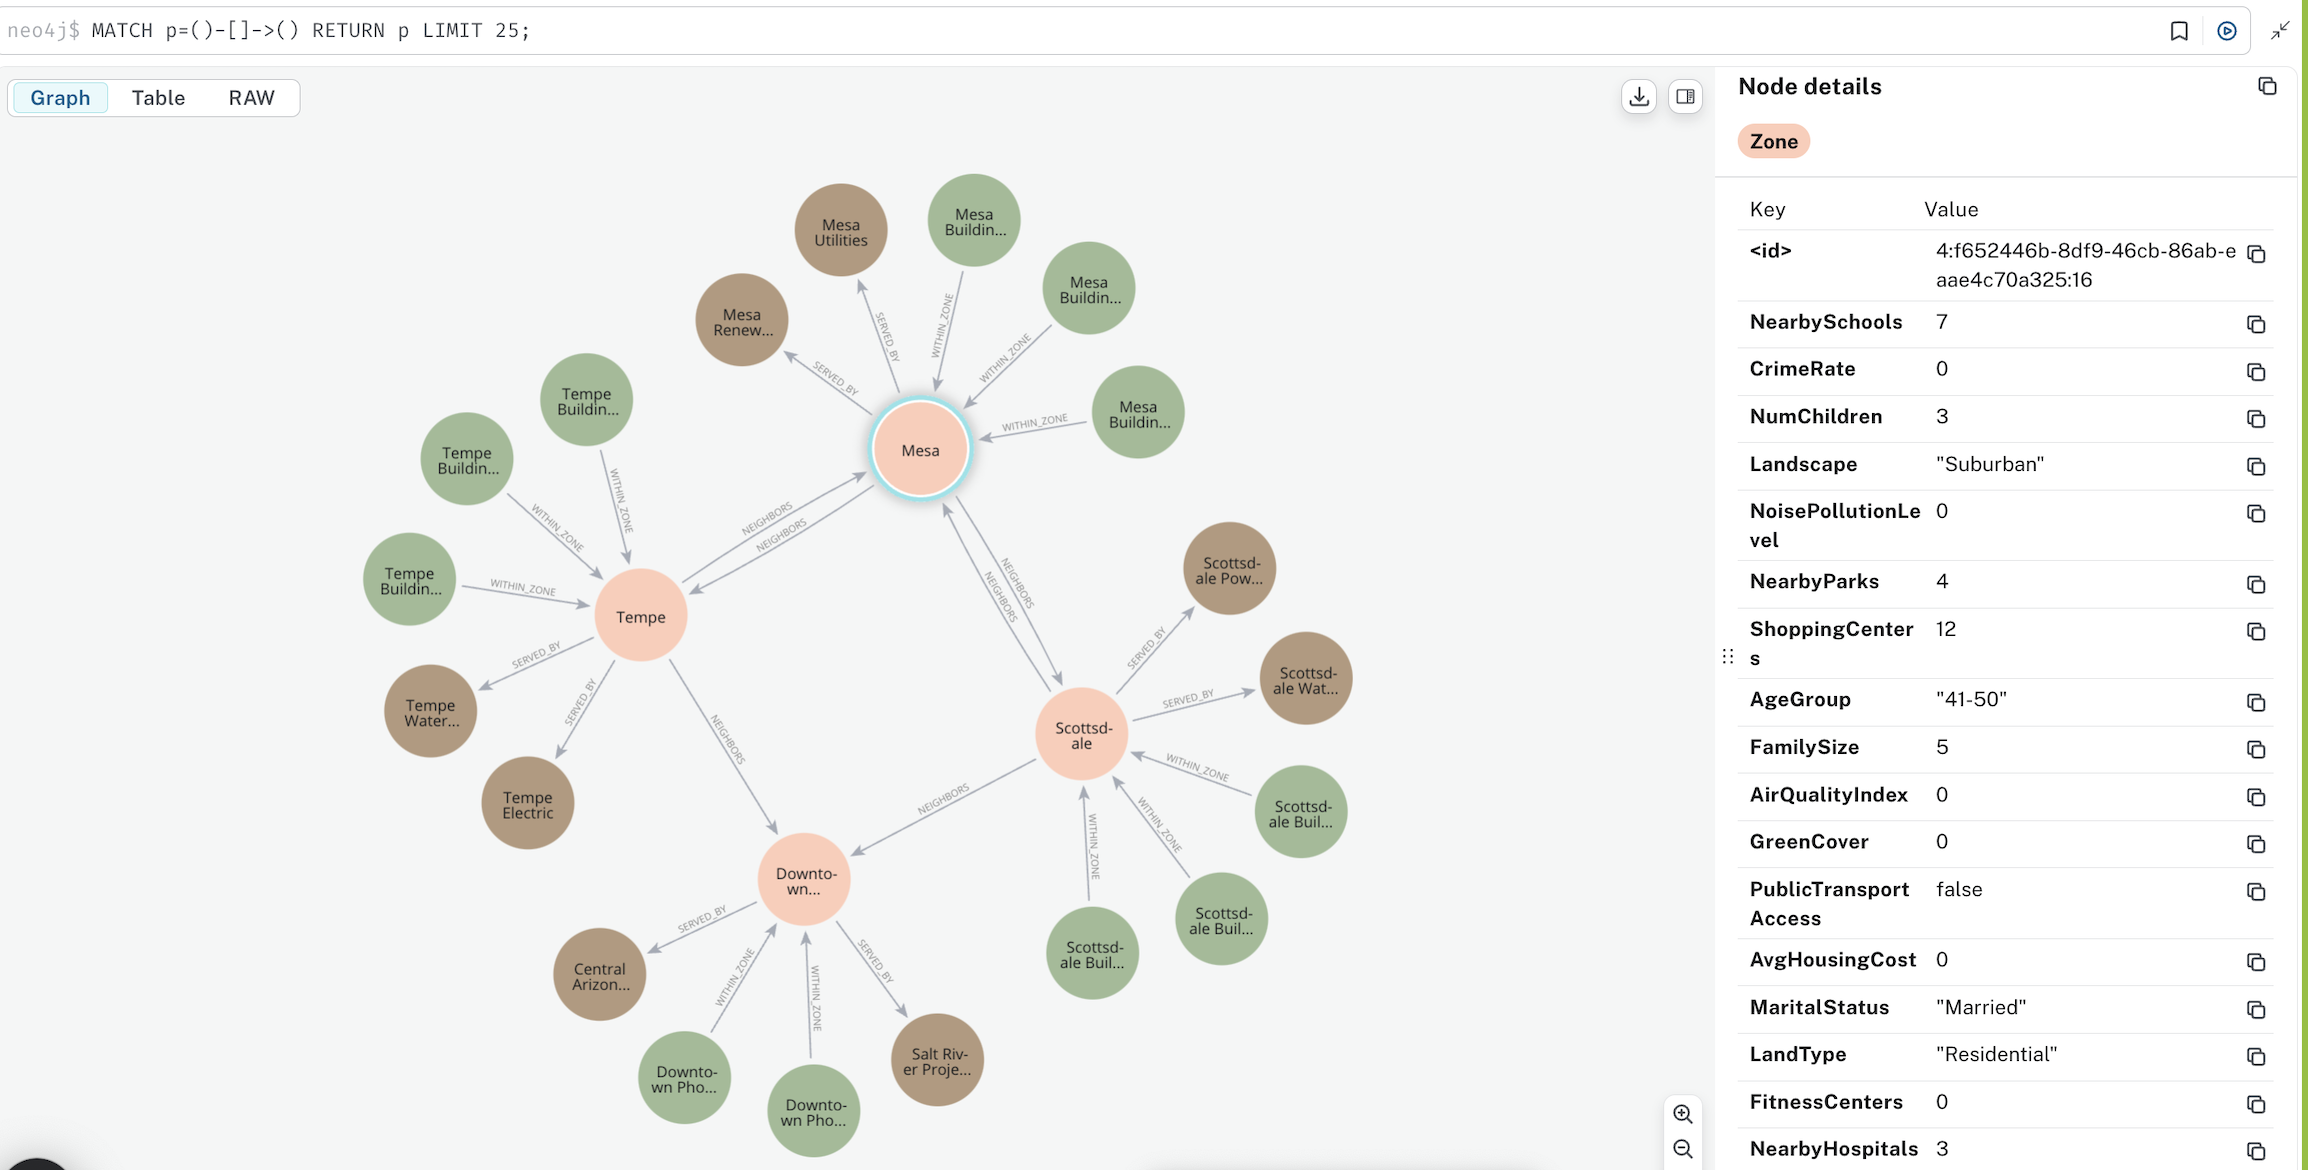 neo4j$ MATCH p=()-[]->() RETURN p LIMIT 25;
Graph
Table
RAW
Mesa
Utilities
Mesa
Buildin...
Mesa
Buildin...
Mesa
Renew...
Mesa
Buildin...
Mesa
Tempe
Buildin...
Tempe
Buildin...
Tempe
Buildin...
Tempe
Tempe
Water...
Tempe
Electric
Scottsd-
ale Pow...
Scottsd-
ale Wat...
Scottsd-
ale
Scottsd-
ale Buil...
Scottsd-
ale Buil...
Scottsd-
ale Buil...
Downto-
wn...
Central
Arizon...
Downto-
wn Pho...
Downto-
wn Pho...
Salt Riv-
er Proje...
SERVED_BY
SERVED_BY
WITHIN_ZONE
WITHIN_ZONE
WITHIN_ZONE
WITHIN_ZONE
WITHIN_ZONE
WITHIN_ZONE
NEIGHBORS
NEIGHBORS
NEIGHBORS
NEIGHBORS
SERVED_BY
SERVED_BY
NEIGHBORS
NEIGHBORS
SERVED_BY
SERVED_BY
WITHIN_ZONE
WITHIN_ZONE
WITHIN_ZONE
SERVED_BY
WITHIN_ZONE
WITHIN_ZONE
SERVED_BY
Node details
Zone
Key Value
<id> 4:f652446b-8df9-46cb-86ab-e
aae4c70a325:16
NearbySchools 7
CrimeRate 0
NumChildren 3
Landscape "Suburban"
NoisePollutionLe 0
vel
NearbyParks 4
ShoppingCenter 12
s
AgeGroup "41-50"
FamilySize 5
AirQualityIndex 0
GreenCover 0
PublicTransport false
Access
AvgHousingCost 0
MaritalStatus "Married"
LandType "Residential"
FitnessCenters 0
NearbyHospitals 3